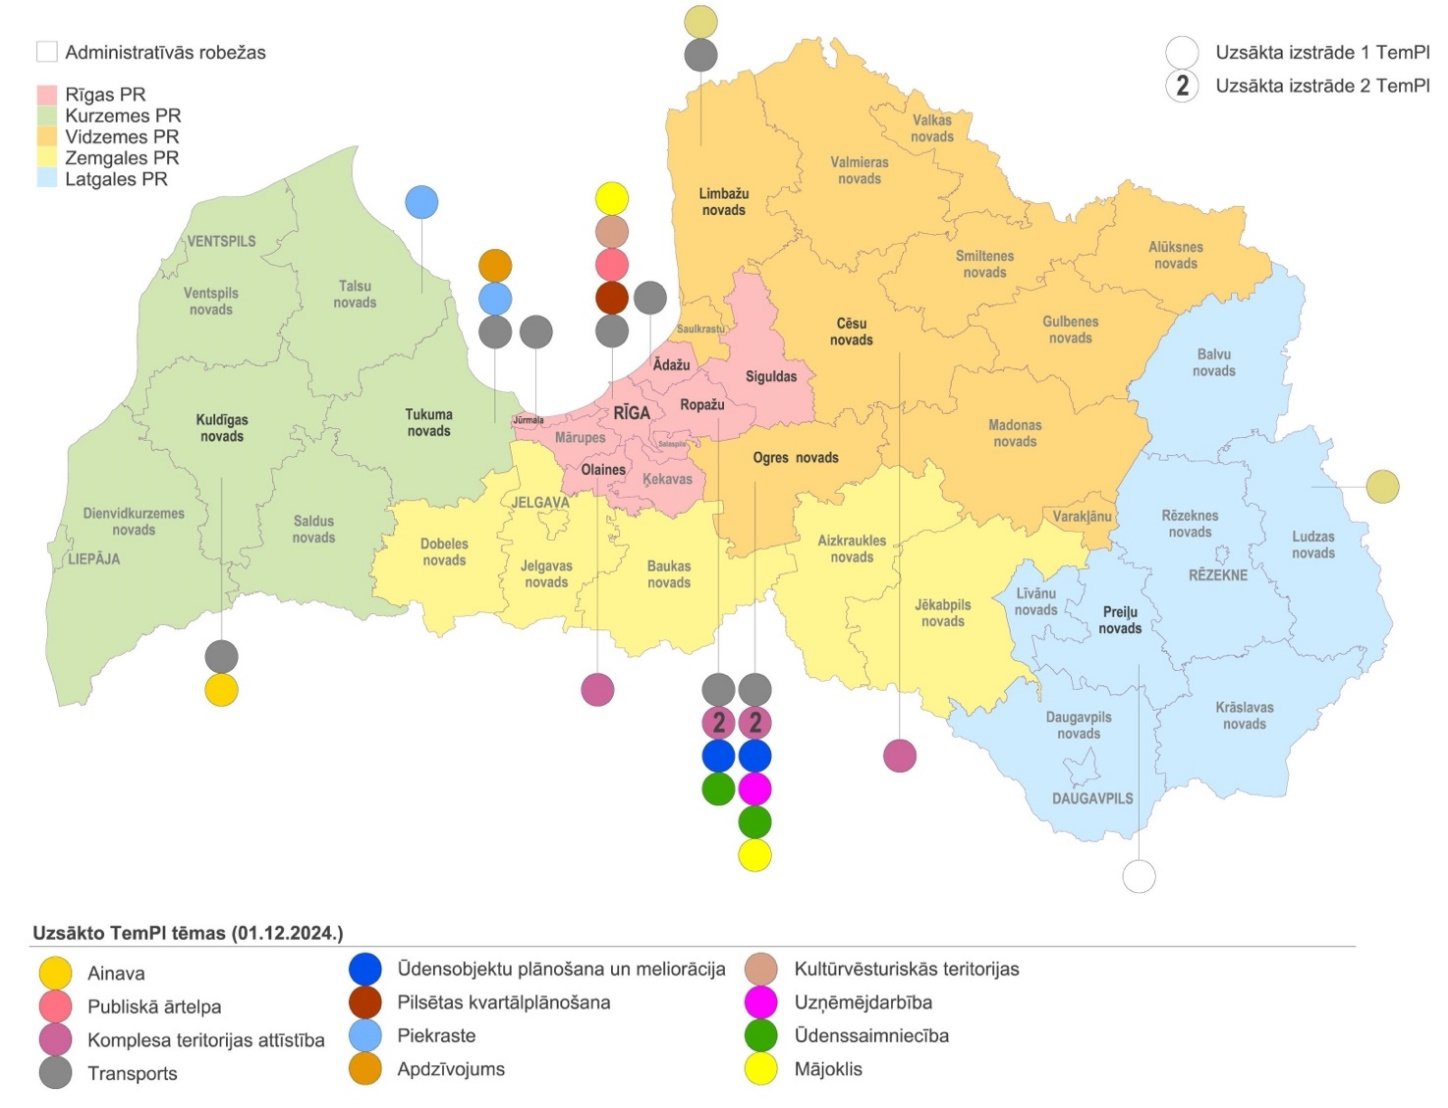 Administratīvās robežas
Rīgas PR
Kurzemes PR
Vidzemes PR
Zemgales PR
Latgales PR
Uzsākta izstrāde 1 TemPl
2 Uzsākta izstrāde 2 TemPl
Valkas
novads
Valmieras
novads
Limbažu
novads
VENTSPILS
Alūksnes
novads
Smiltenes
novads
Talsu
novads
Ventspils
novads
Saulkrastu
Cēsu
novads
Gulbenes
novads
Balvu
novads
Ādažu
Siguldas
Ropažu
RĪGA
Jūrmala
Kuldīgas
novads
Tukuma
novads
Mārupes
Salaspils
Madonas
novads
Ogres novads
Olaines
Ķekavas
JELGAVA
Dienvidkurzemes
novads
Saldus
novads
Varakļānu
Rēzeknes
novads
Ludzas
novads
LIEPĀJA
Dobeles
novads
Aizkraukles
novads
Jelgavas
novads
Baukas
novads
RĒZEKNE
Līvānu
novads
Jēkabpils
novads
Preiļu
novads
Daugavpils
novads
Krāslavas
novads
2 2
DAUGAVPILS
Uzsākto TemPl tēmas (01.12.2024.)
Ainava
Publiskā ārtelpa
Komplesa teritorijas attīstība
Transports
Ūdensobjektu plānošana un meliorācija
Pilsētas kvartālplānošana
Piekraste
Apdzīvojums
Kultūrvēsturiskās teritorijas
Uzņēmējdarbība
Ūdenssaimniecība
Mājoklis